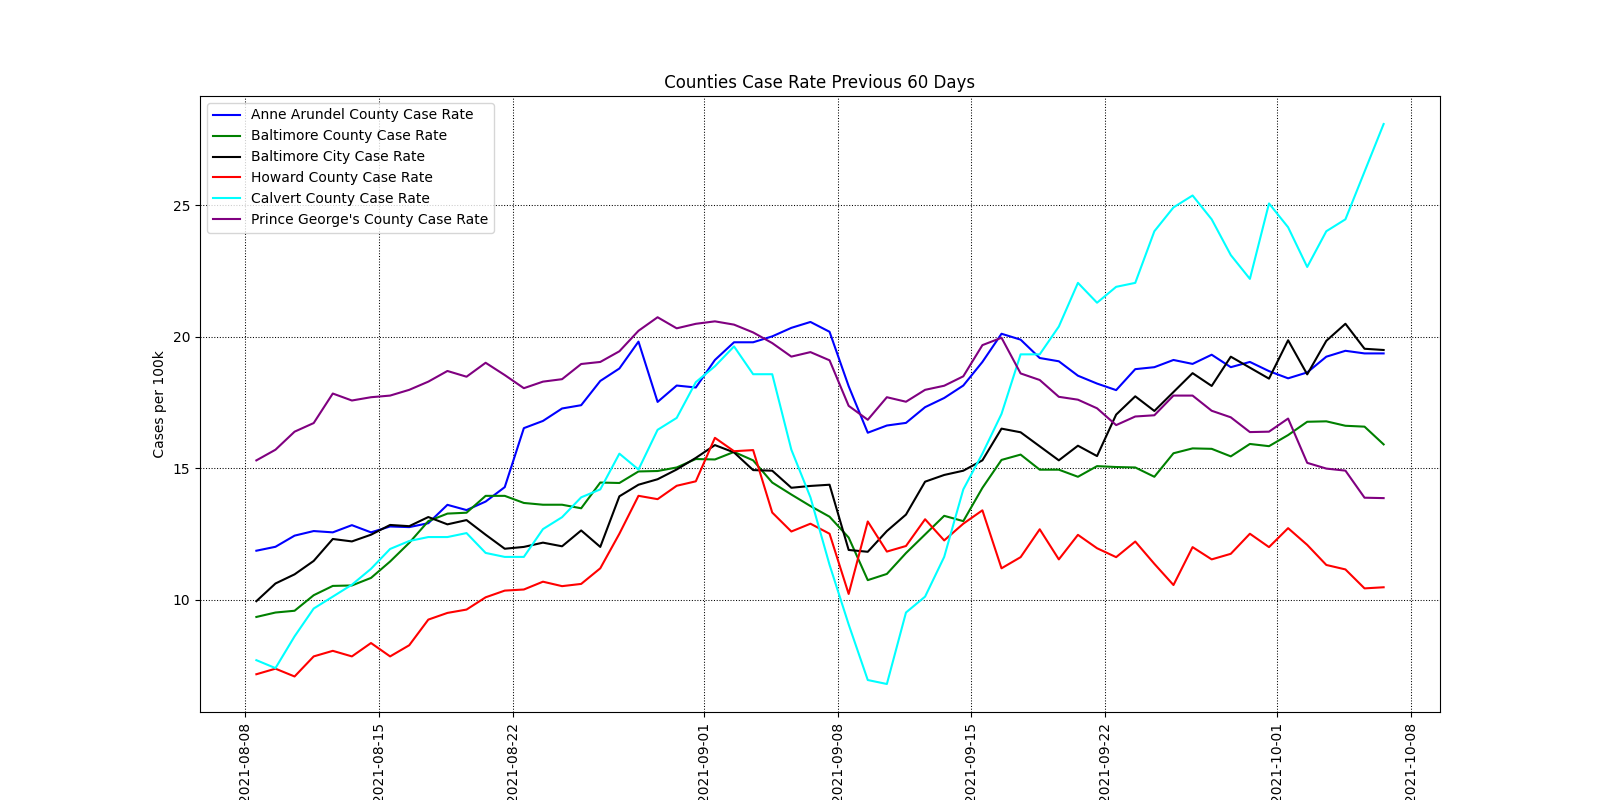 Counties Case Rate Previous 60 Days
Anne Arundel County Case Rate
Baltimore County Case Rate
Baltimore City Case Rate
Howard County Case Rate
Calvert County Case Rate
Prince George's County Case Rate
Cases per 100k
25
20
15
10
2021-08-08
2021-08-15
2021-08-22
2021-09-01
2021-09-08
2021-09-15
2021-09-22
2021-10-01
2021-10-08